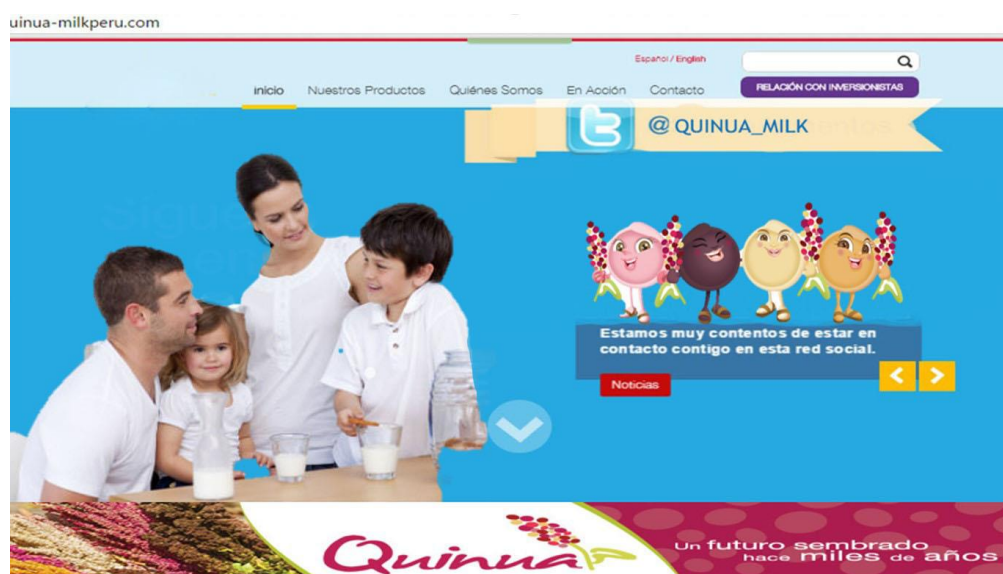 uinua-milkperu.com
Español / English
RELACIÓN CON INVERSIONISTAS
inicio Nuestros Productos Quiénes Somos En Acción Contacto
@ QUINUA_MILK
Estamos muy contentos de estar en
contacto contigo en esta red social.
Noticias
Quinua
Un futuro sembrado
hace miles de años